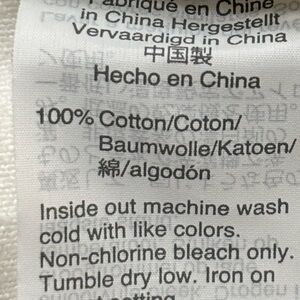 Fabriqué en Chine
in China Hergestellt
Vervaardigd in China
中国製
Hecho en China
100% Cotton/Coton/
Baumwolle/Katoen/
綿/algodón
Inside out machine wash
cold with like colors.
Non-chlorine bleach only.
Tumble dry low. Iron on
setting